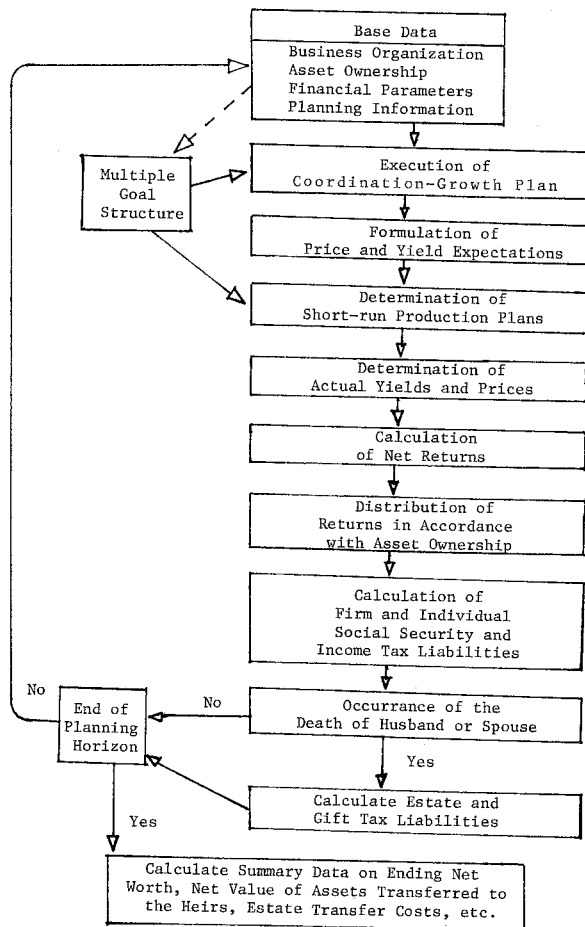 Base Data
Business Organization
Asset Ownership
Financial Parameters
Planning Information
Multiple
Goal
Structure
Execution of
Coordination-Growth Plan
Formulation of
Price and Yield Expectations
Determination of
Short-run Production Plans
Determination of
Actual Yields and Prices
Calculation
of Net Returns
Distribution of
Returns in Accordance
with Asset Ownership
Calculation of
Firm and Individual
Social Security and
Income Tax Liabilities
No
End of
Planning
Horizon
No
Occurrance of the
Death of Husband or Spouse
Yes
Calculate Estate and
Gift Tax Liabilities
Yes
Calculate Summary Data on Ending Net
Worth, Net Value of Assets Transferred to
the Heirs, Estate Transfer Costs, etc.